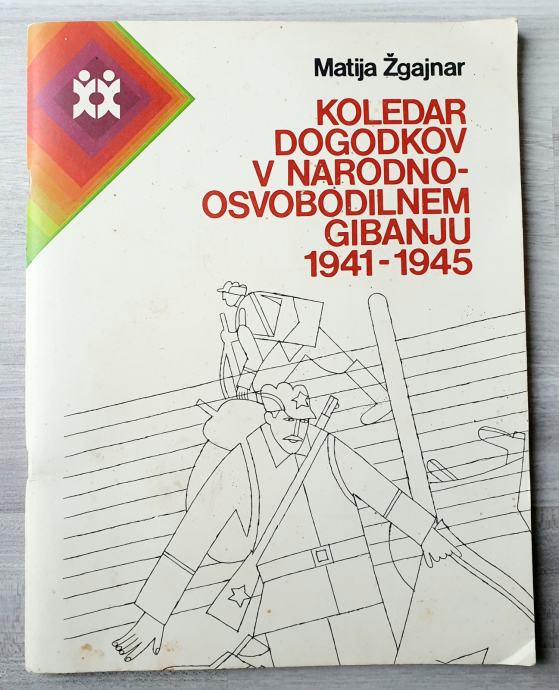 Matija Žgajnar
KOLEDAR
DOGODKOV
V NARODNO-
OSVOBODILNEM
GIBANJU
1941-1945